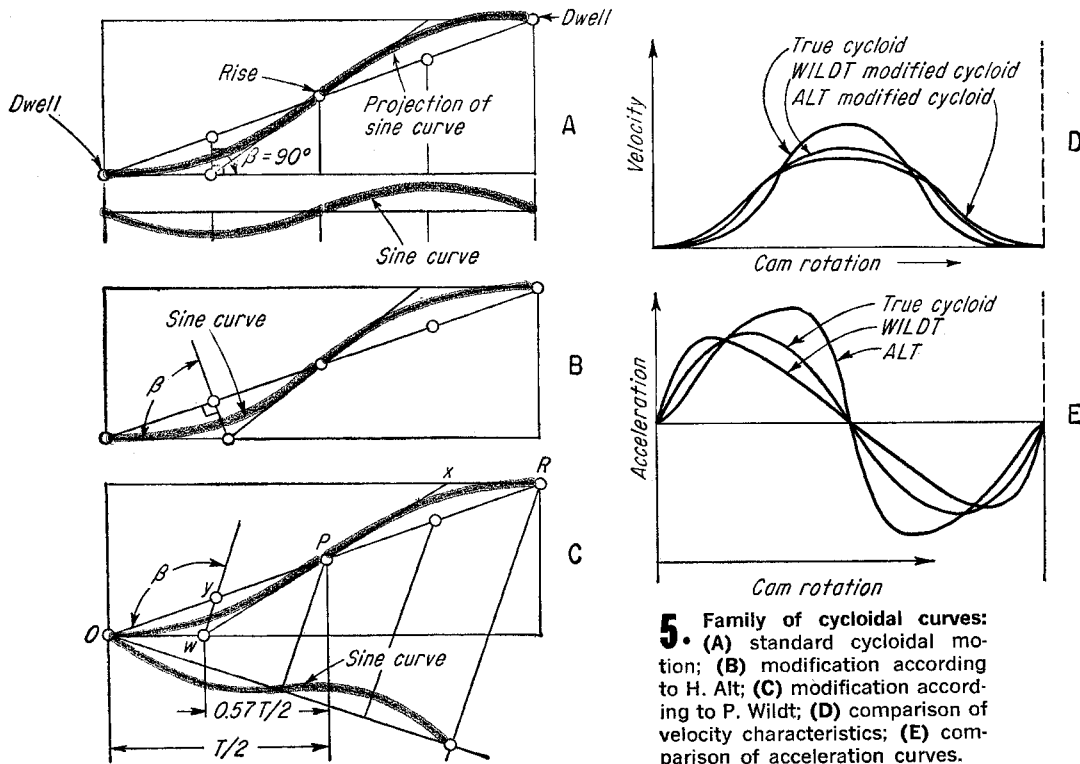 Dwell
Rise
Dwell
Projection of
sine curve
β = 90°
A
Sine curve
Sine curve
β
B
x
R
P
β
y
C
O
w
Sine curve
0.57 T/2
T/2
True cycloid
WILDT modified cycloid
ALT modified cycloid
D
Velocity
Cam rotation
True cycloid
WILDT
ALT
E
Acceleration
Cam rotation
5. Family of cycloidal curves:
(A) standard cycloidal mo-
tion; (B) modification according
to H. Alt; (C) modification accord-
ing to P. Wildt; (D) comparison of
velocity characteristics; (E) com-
parison of acceleration curves.